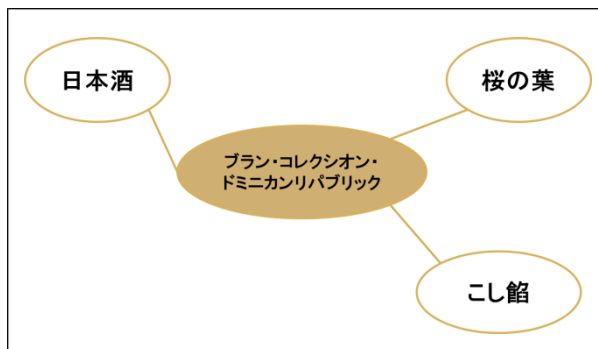 日本酒
桜の葉
ブラン・コレクシオン・
ドミニカンリパブリック
こし餡